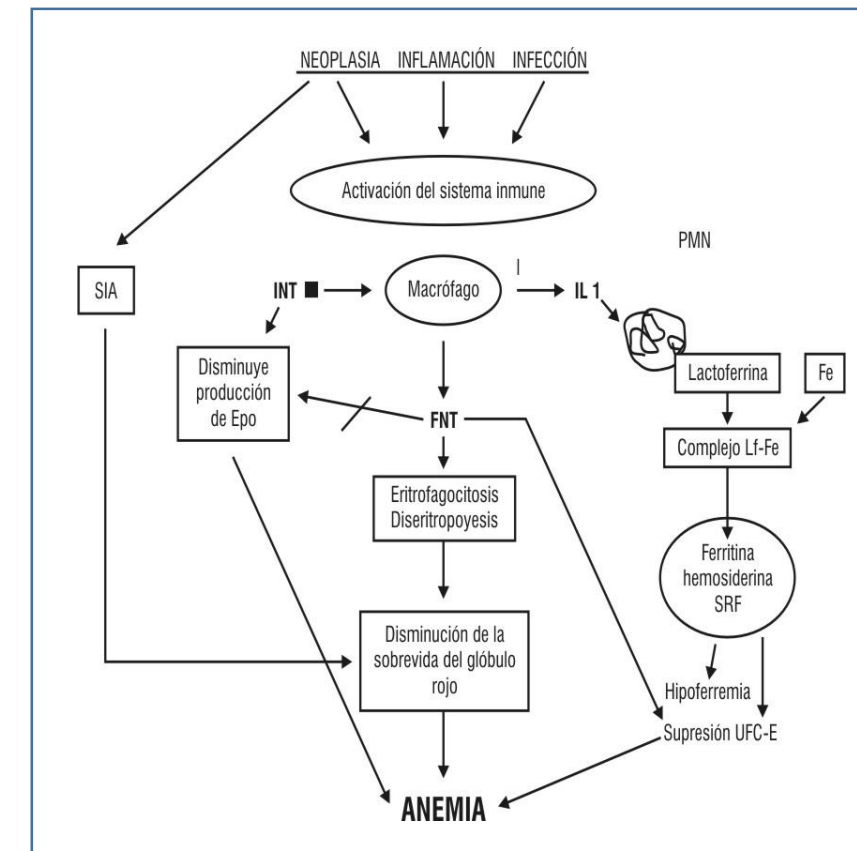 NEOPLASIA INFLAMACIÓN INFECCIÓN
Activación del sistema inmune
PMN
SIA
INT ■
Macrófago
I
IL 1
Disminuye
producción
de Epo
Lactoferrina
Fe
FNT
Complejo Lf-Fe
Eritrofagocitosis
Diseritropoyesis
Ferritina
hemosiderina
SRF
Disminución de la
sobrevida del glóbulo
rojo
Hipoferremia
Supresión UFC-E
ANEMIA